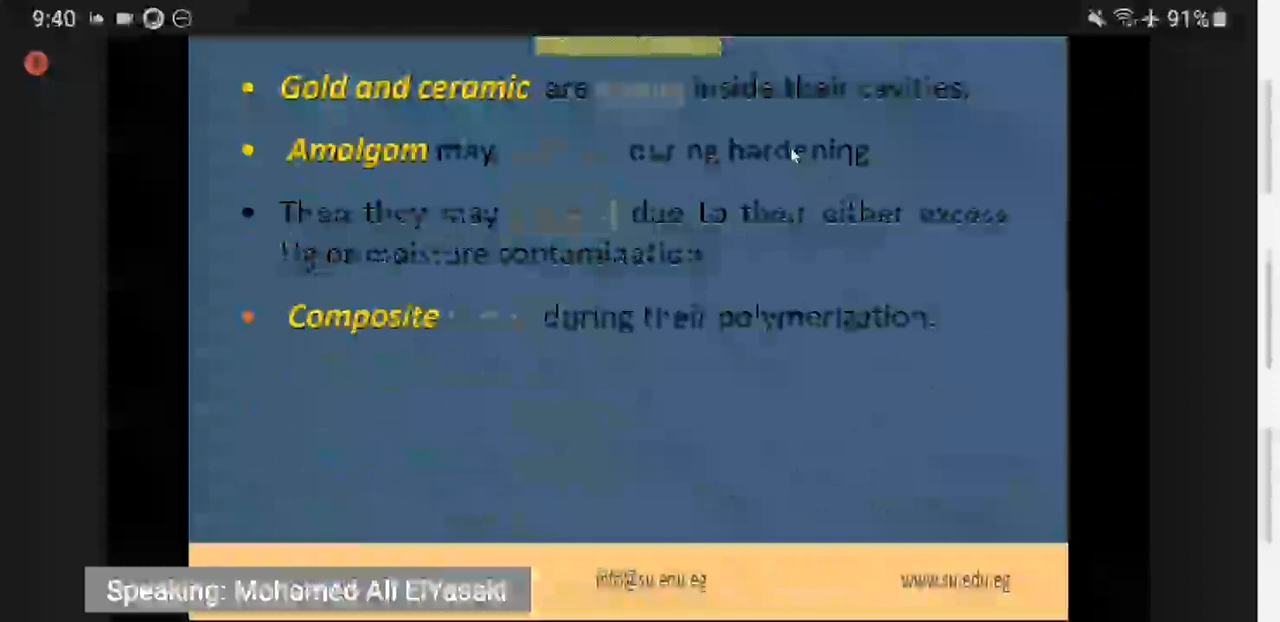 9:40
91%
• Gold and ceramic are inside their cavities.
• Amalgam may during hardening
• Then they may due to their either excess
Hg or moisture contamination
• Composite during their polymerization.
Speaking: Mohamed Ali ElYasaki
info@su.edu.eg
www.su.edu.eg